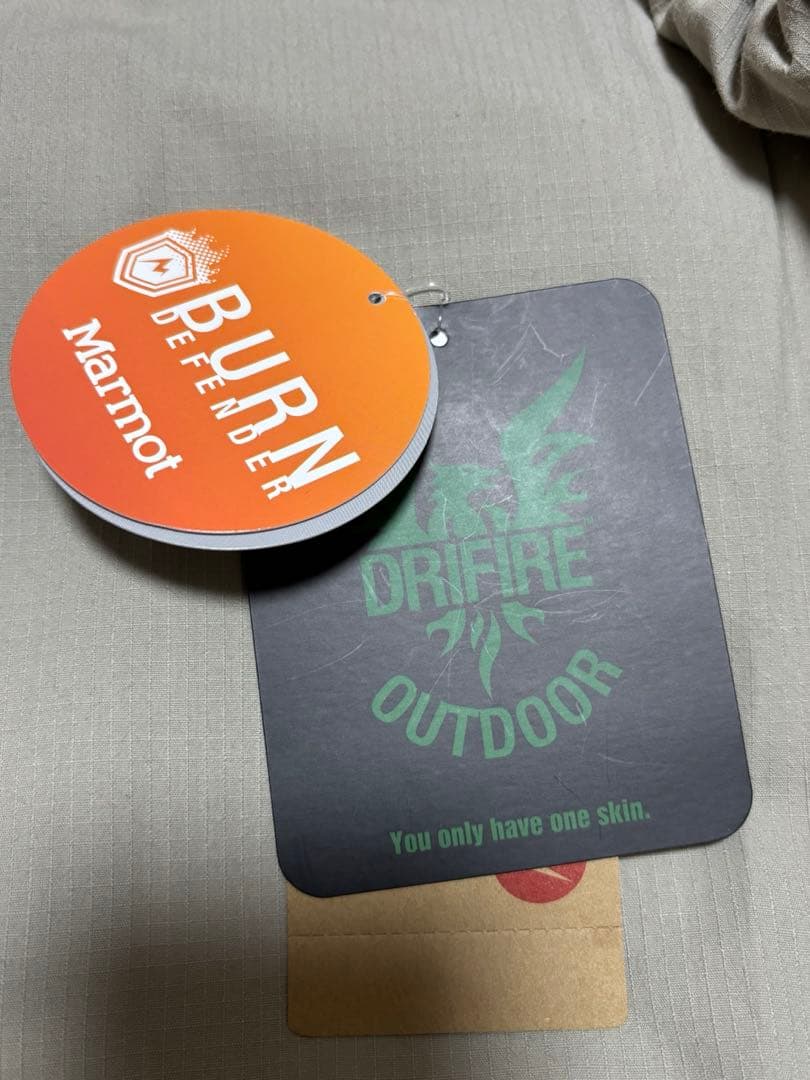 BURN
DEFENDER
Marmot
DRIFIRE
OUTDOOR
You only have one skin.